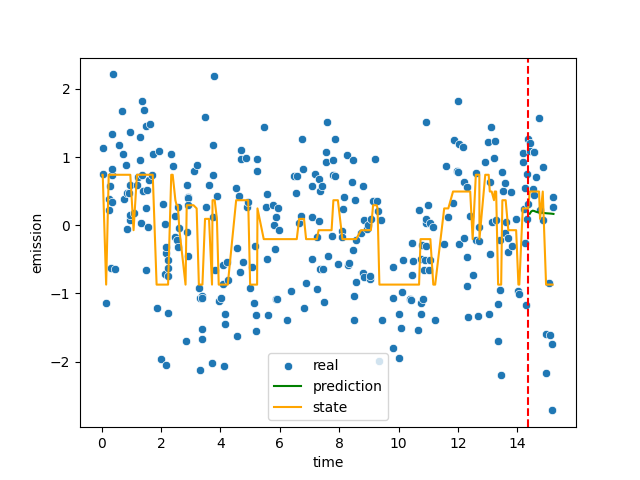 2
1
0
−1
−2
emission
real
prediction
state
0 2 4 6 8 10 12 14
time